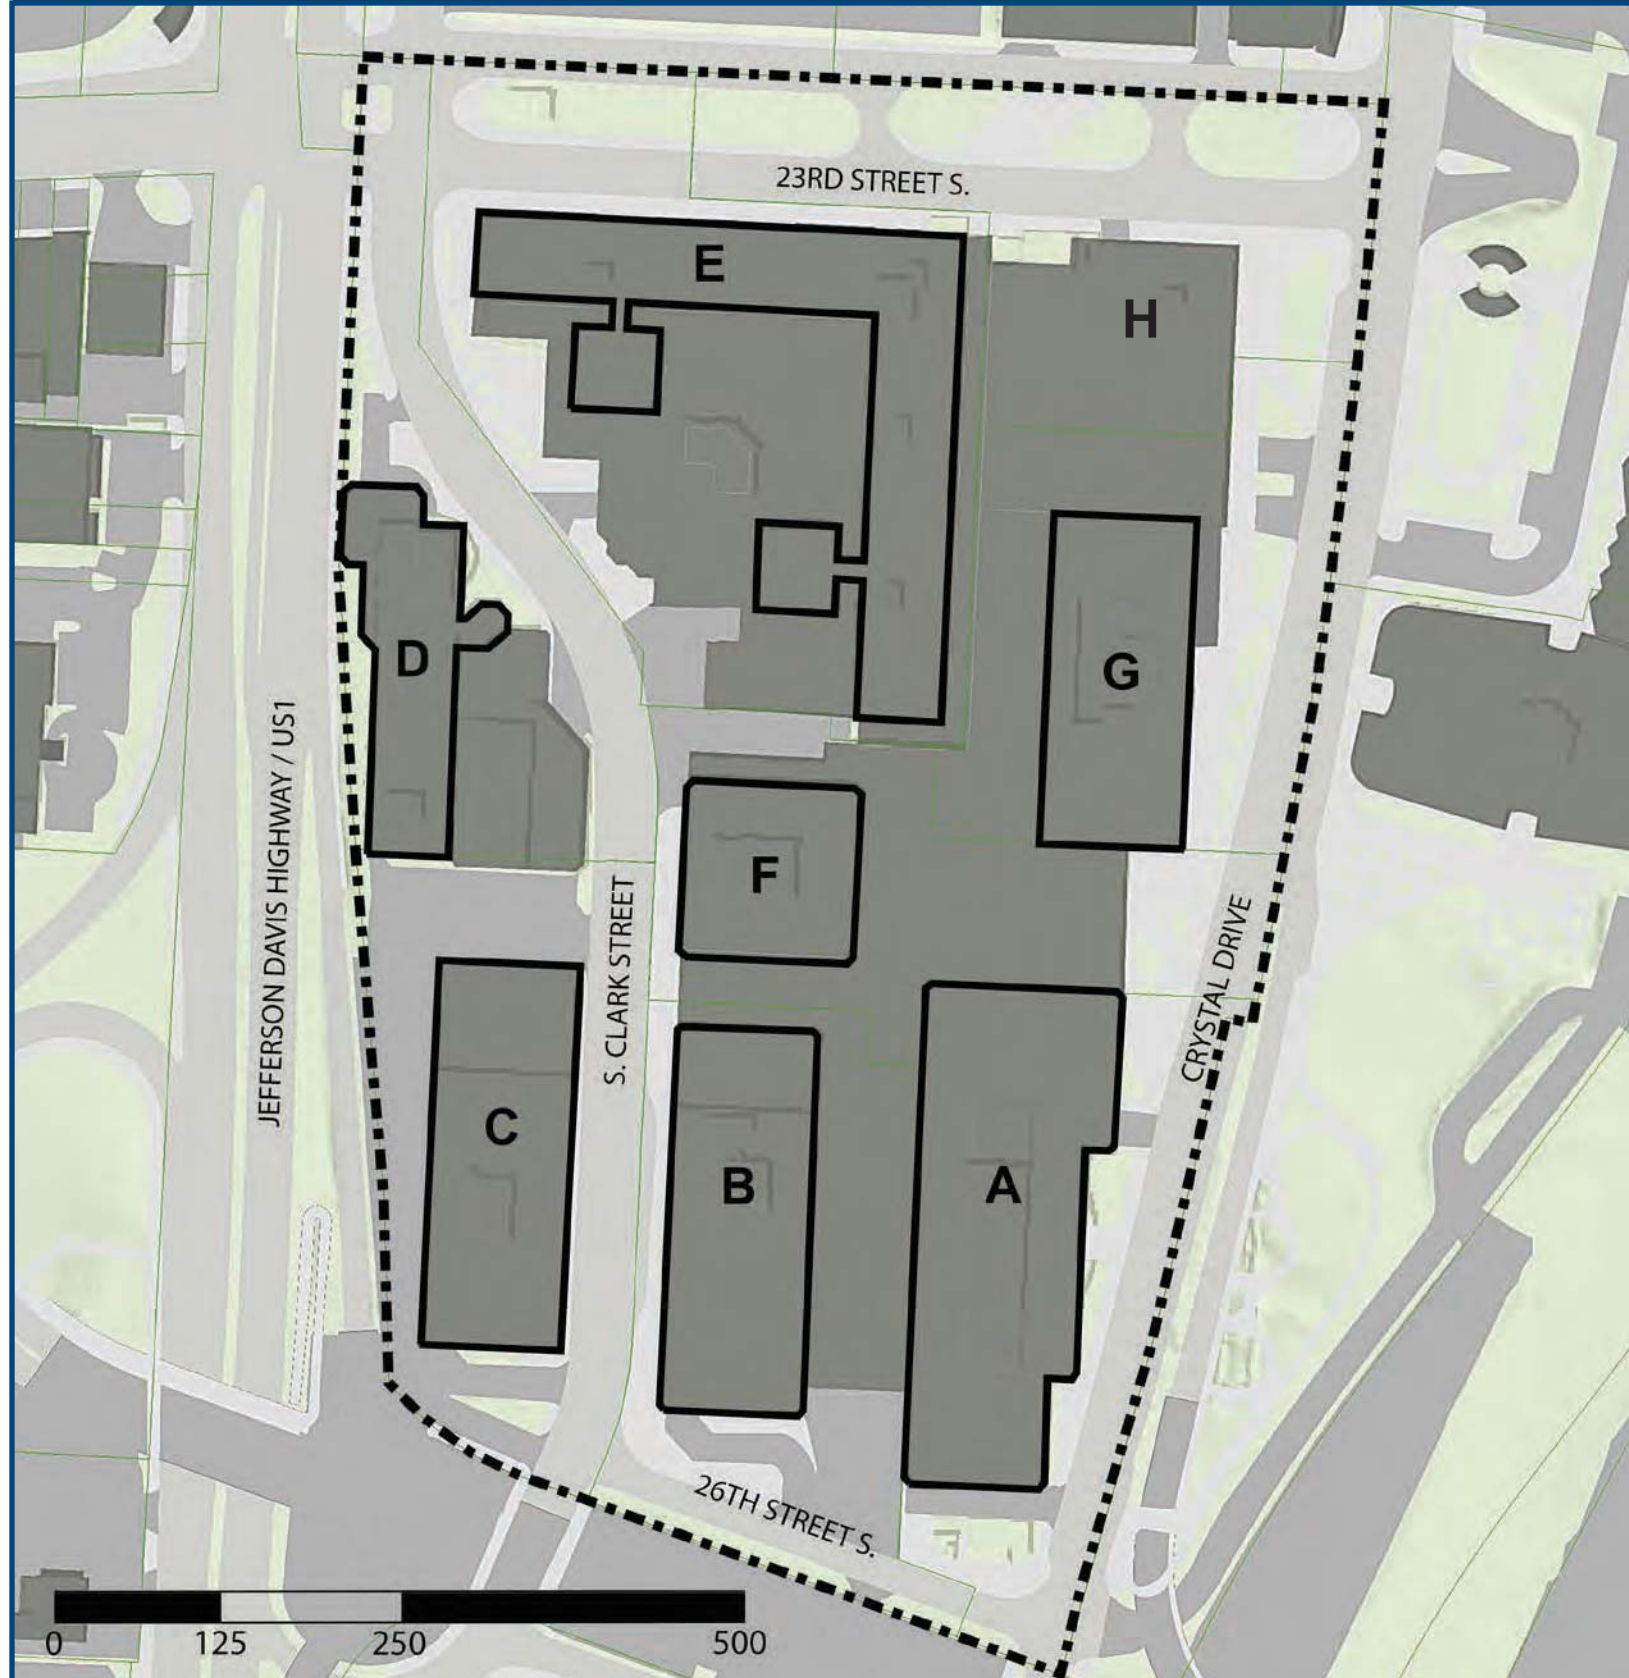 23RD STREET S.
E
H
D
G
JEFFERSON DAVIS HIGHWAY / US1
F
S. CLARK STREET
CRYSTAL DRIVE
C
B
A
26TH STREET S.
0 125 250 500